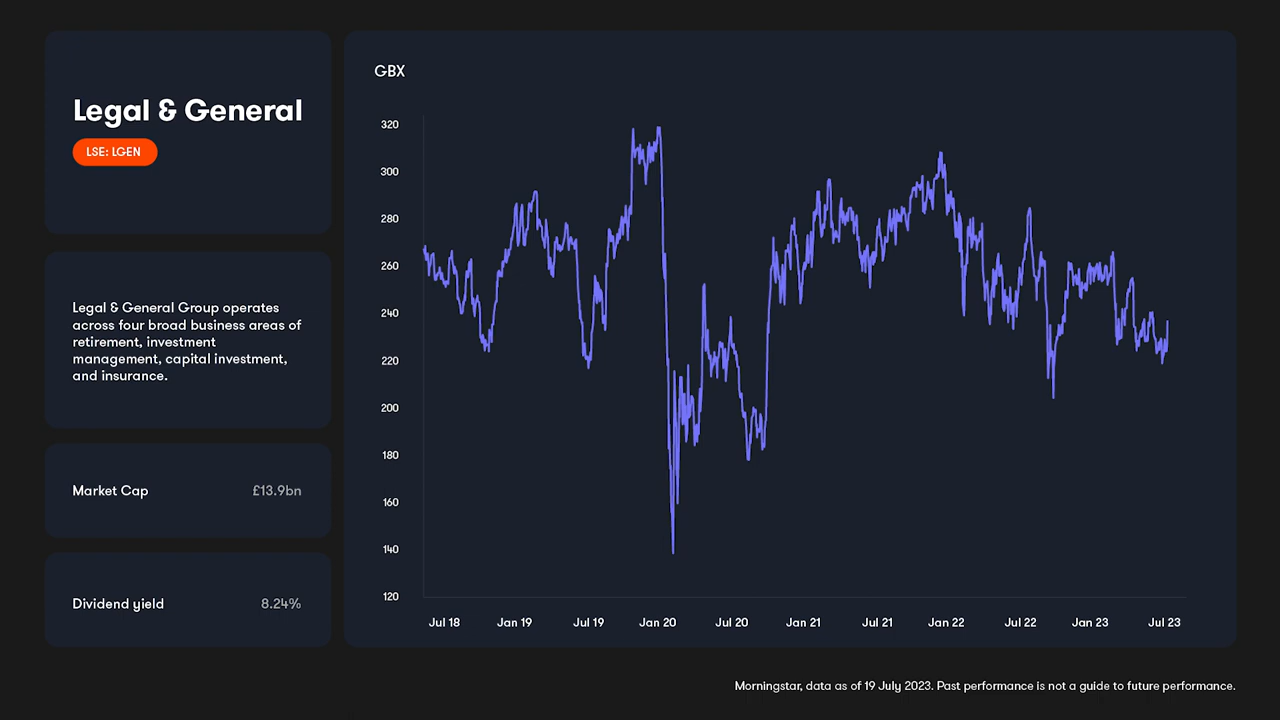 Legal & General
LSE: LGEN
Legal & General Group operates
across four broad business areas of
retirement, investment
management, capital investment,
and insurance.
Market Cap £13.9bn
Dividend yield 8.24%
GBX
320
300
280
260
240
220
200
180
160
140
120
Jul 18 Jan 19 Jul 19 Jan 20 Jul 20 Jan 21 Jul 21 Jan 22 Jul 22 Jan 23 Jul 23
Morningstar, data as of 19 July 2023. Past performance is not a guide to future performance.